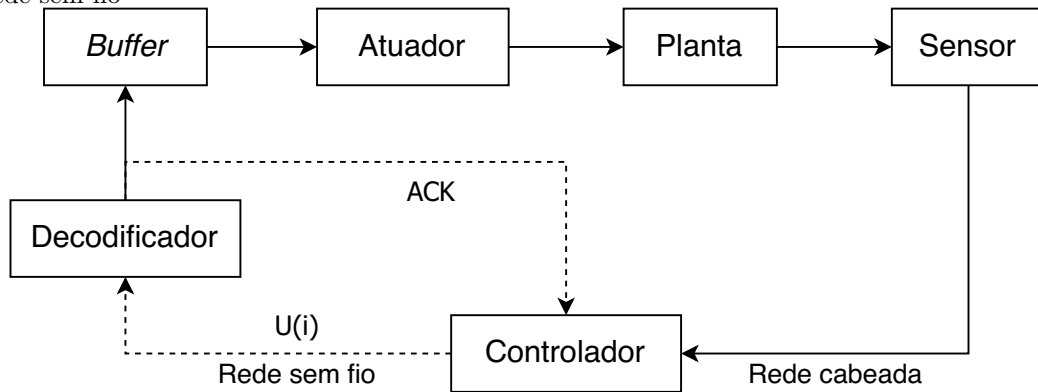 Buffer
Atuador
Planta
Sensor
ACK
Decodificador
U(i)
Controlador
Rede sem fio
Rede cabeada